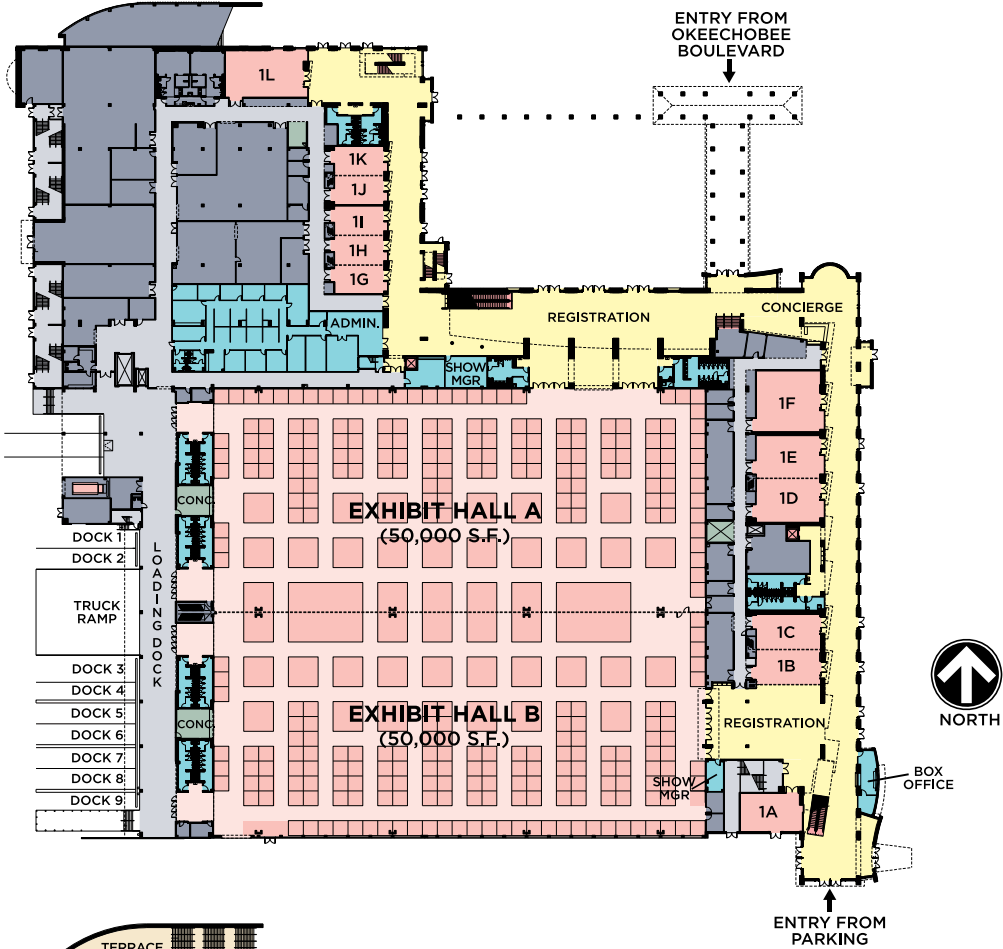 ENTRY FROM
OKEECHOBEE
BOULEVARD
1L
1K
1J
1I
1H
1G
ADMIN.
REGISTRATION
CONCIERGE
SHOW
MGR
1F
1E
1D
EXHIBIT HALL A
(50,000 S.F.)
CONC.
DOCK 1
DOCK 2
LOADING DOCK
TRUCK
RAMP
1C
1B
DOCK 3
DOCK 4
DOCK 5
DOCK 6
DOCK 7
DOCK 8
DOCK 9
CONC.
EXHIBIT HALL B
(50,000 S.F.)
REGISTRATION
NORTH
SHOW
MGR
BOX
OFFICE
1A
ENTRY FROM
PARKING
TERRACE